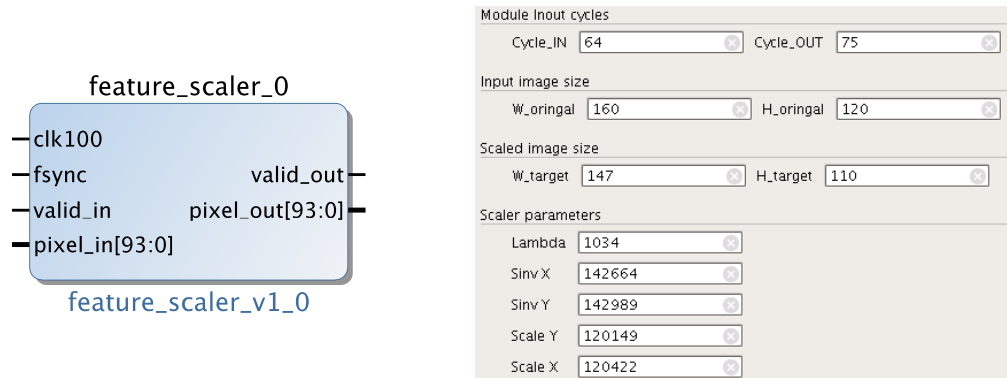 feature_scaler_0
clk100
fsync
valid_in
pixel_in[93:0]
valid_out
pixel_out[93:0]
feature_scaler_v1_0
Module Inout cycles
Cycle_IN 64 Cycle_OUT 75
Input image size
W_oringal 160 H_oringal 120
Scaled image size
W_target 147 H_target 110
Scaler parameters
Lambda 1034
Sinv X 142664
Sinv Y 142989
Scale Y 120149
Scale X 120422